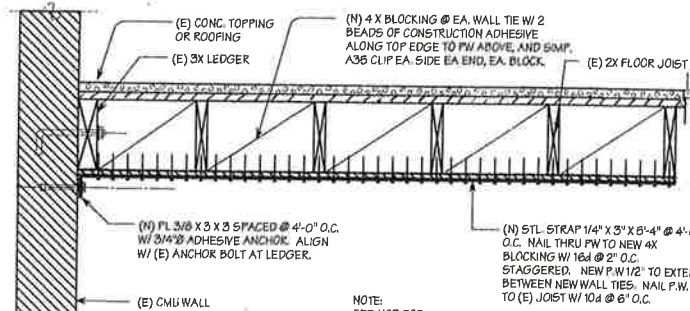 (E) CONC. TOPPING
OR ROOFING
(E) 3X LEDGER
(N) 4 X BLOCKING @ EA. WALL TIE W/ 2
BEADS OF CONSTRUCTION ADHESIVE
ALONG TOP EDGE TO PW ABOVE, AND SIMP.
A35 CLIP EA. SIDE EA END, EA. BLOCK.
(E) 2X FLOOR JOIST
(N) PL 3/8 X 3 X 3 SPACED @ 4'-0" O.C.
W/ 3/4"Ø ADHESIVE ANCHOR. ALIGN
W/ (E) ANCHOR BOLT AT LEDGER.
(N) STL. STRAP 1/4" X 3" X
O.C. NAIL THRU PW TO NEW 4X
BLOCKING W/ 16d @ 2" O.C.
STAGGERED. NEW P.W 1/2" TO
BETWEEN NEW WALL TIES. NAIL P.W.
TO (E) JOIST W/ 10d @ 6" O.C.
(E) CMU WALL
NOTE: